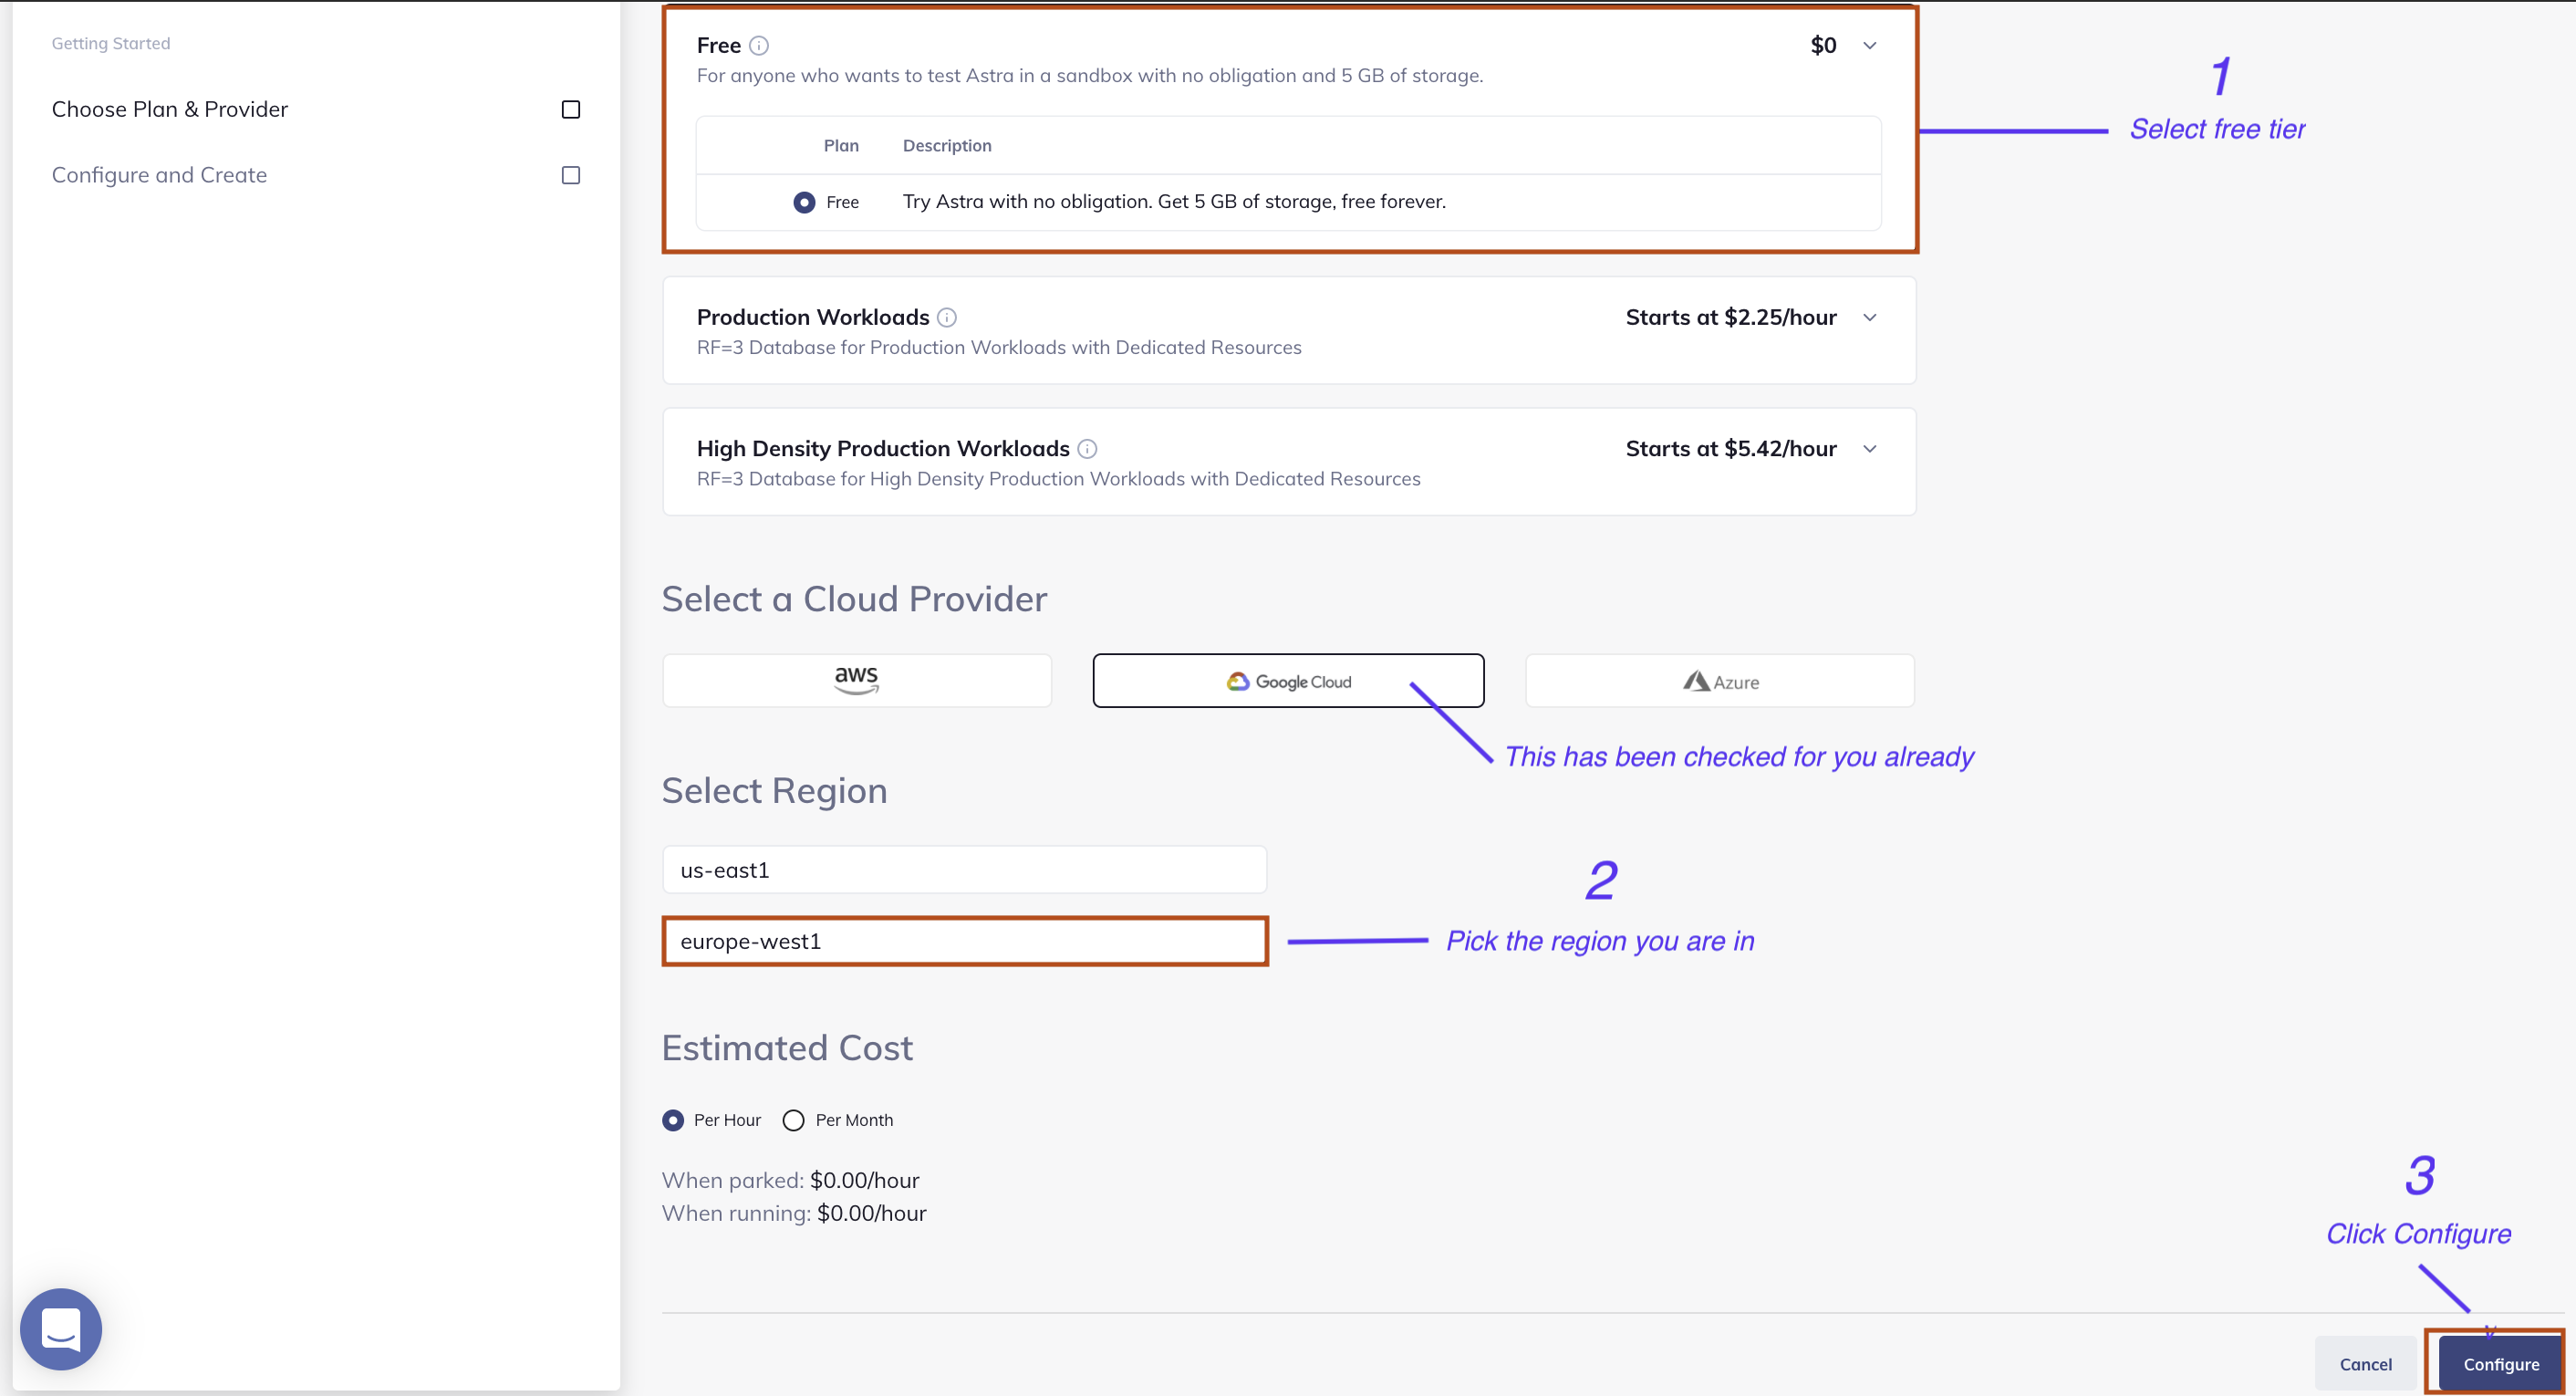 Getting Started
Choose Plan & Provider
Configure and Create
Free
$0
For anyone who wants to test Astra in a sandbox with no obligation and 5 GB of storage.
Plan Description
Free Try Astra with no obligation. Get 5 GB of storage, free forever.
1
Select free tier
Production Workloads
Starts at $2.25/hour
RF=3 Database for Production Workloads with Dedicated Resources
High Density Production Workloads
Starts at $5.42/hour
RF=3 Database for High Density Production Workloads with Dedicated Resources
Select a Cloud Provider
aws
Google Cloud
Azure
This has been checked for you already
Select Region
us-east1
europe-west1
2
Pick the region you are in
Estimated Cost
Per Hour Per Month
When parked: $0.00/hour
When running: $0.00/hour
3
Click Configure
Cancel
Configure